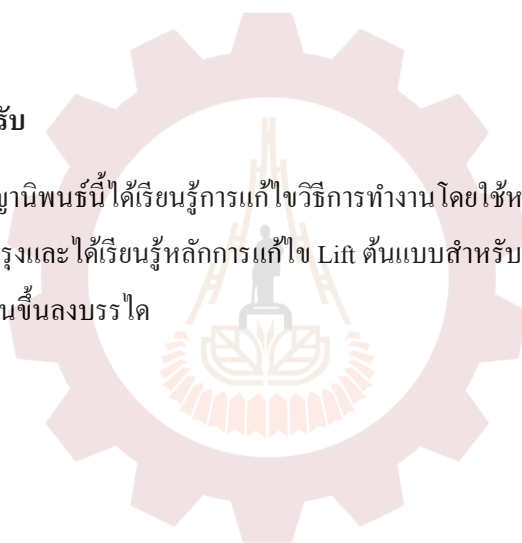 รับ
ญานิพนธ์นี้ได้เรียนรู้การแก้ไขวิธีการทำงานโดยใช้ห
รุงและได้เรียนรู้หลักการแก้ไข Lift ต้นแบบสำหรับ
นขึ้นลงบรรได